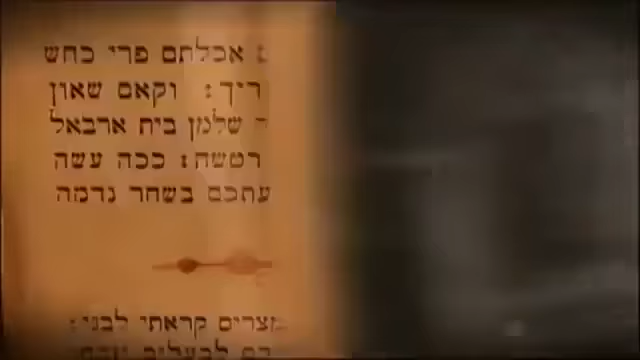 אכלתם פרי כחש
ריך: וקאם שאון
שלמן בית ארבאל
רטשה: ככה עשה
עתכם בשחר נדמה
מצרים קראתי לבני: